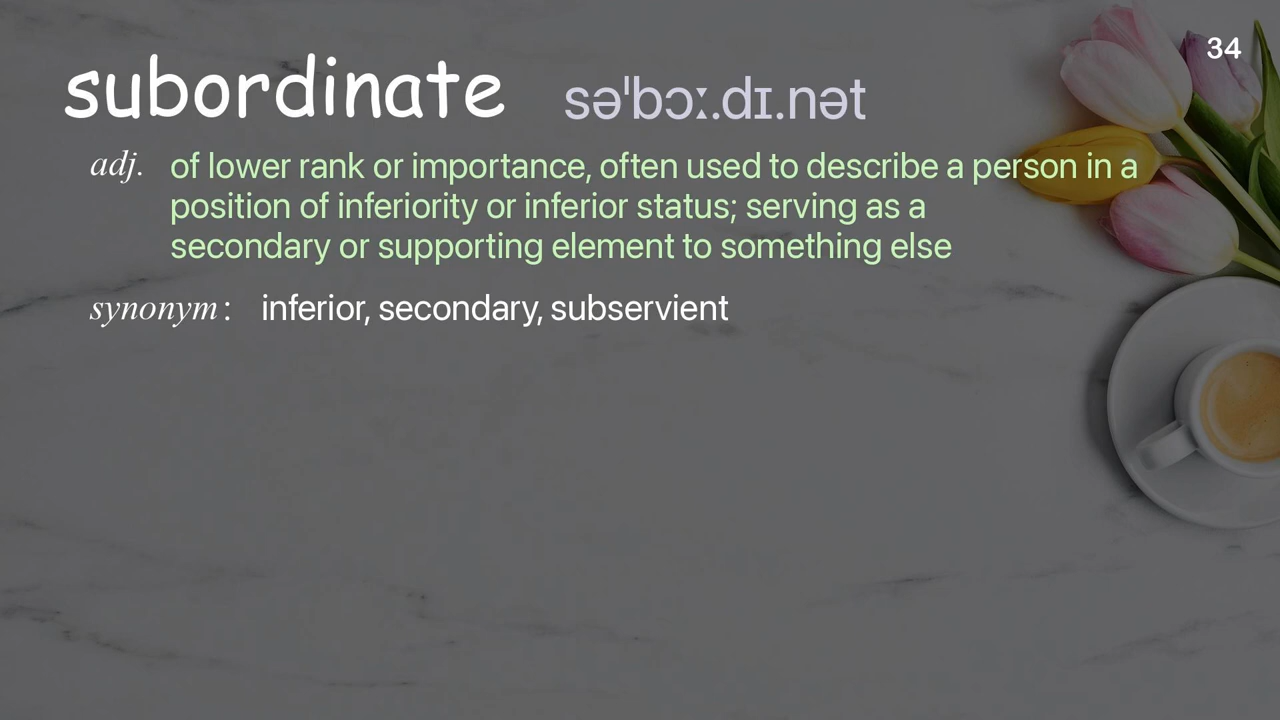 34
subordinate səˈbɔː.dɪ.nət
adj. of lower rank or importance, often used to describe a person in a
position of inferiority or inferior status; serving as a
secondary or supporting element to something else
synonym : inferior, secondary, subservient